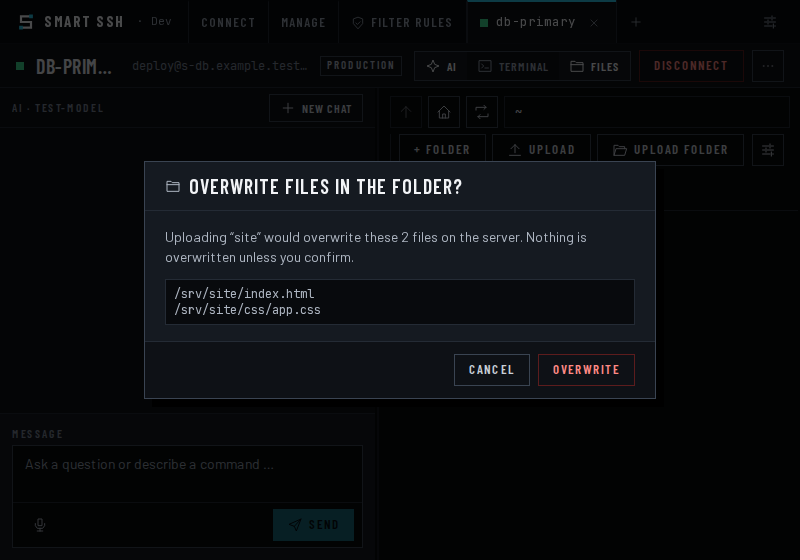 SMART SSH · Dev CONNECT MANAGE FILTER RULES db-primary × +
DB-PRIM… deploy@s-db.example.test… PRODUCTION AI TERMINAL FILES DISCONNECT ...
AI · TEST-MODEL + NEW CHAT
~
+ FOLDER UPLOAD UPLOAD FOLDER
OVERWRITE FILES IN THE FOLDER?
Uploading “site” would overwrite these 2 files on the server. Nothing is
overwritten unless you confirm.
/srv/site/index.html
/srv/site/css/app.css
CANCEL OVERWRITE
MESSAGE
Ask a question or describe a command ...
SEND